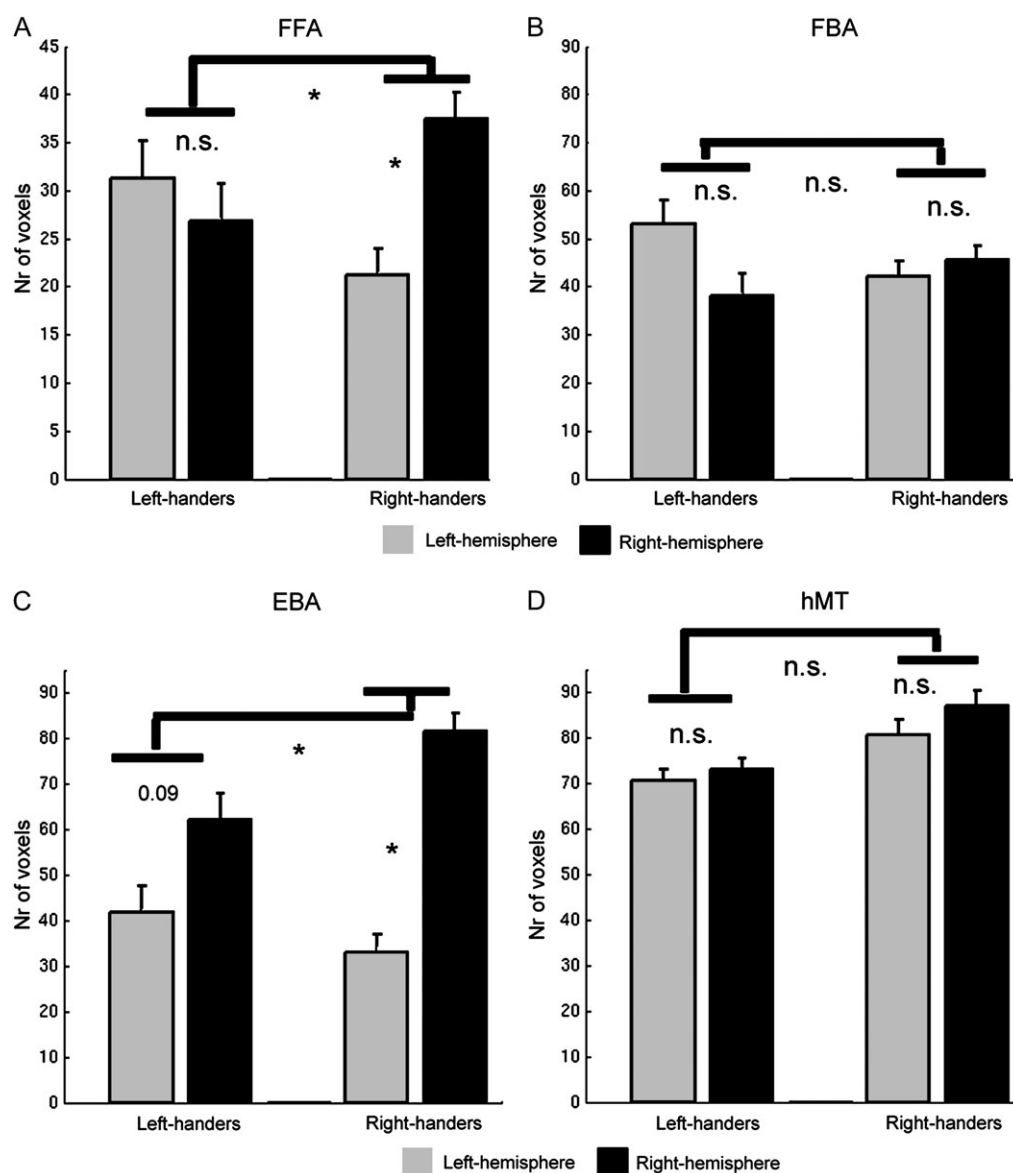 A
FFA
45
40
35
30
25
20
15
10
5
0
Nr of voxels
n.s.
*
*
Left-handers
Right-handers
B
FBA
90
80
70
60
50
40
30
20
10
0
Nr of voxels
n.s.
n.s.
n.s.
Left-handers
Right-handers
Left-hemisphere
Right-hemisphere
C
EBA
90
80
70
60
50
40
30
20
10
0
Nr of voxels
0.09
*
*
Left-handers
Right-handers
D
hMT
90
80
70
60
50
40
30
20
10
0
Nr of voxels
n.s.
n.s.
n.s.
Left-handers
Right-handers
Left-hemisphere
Right-hemisphere